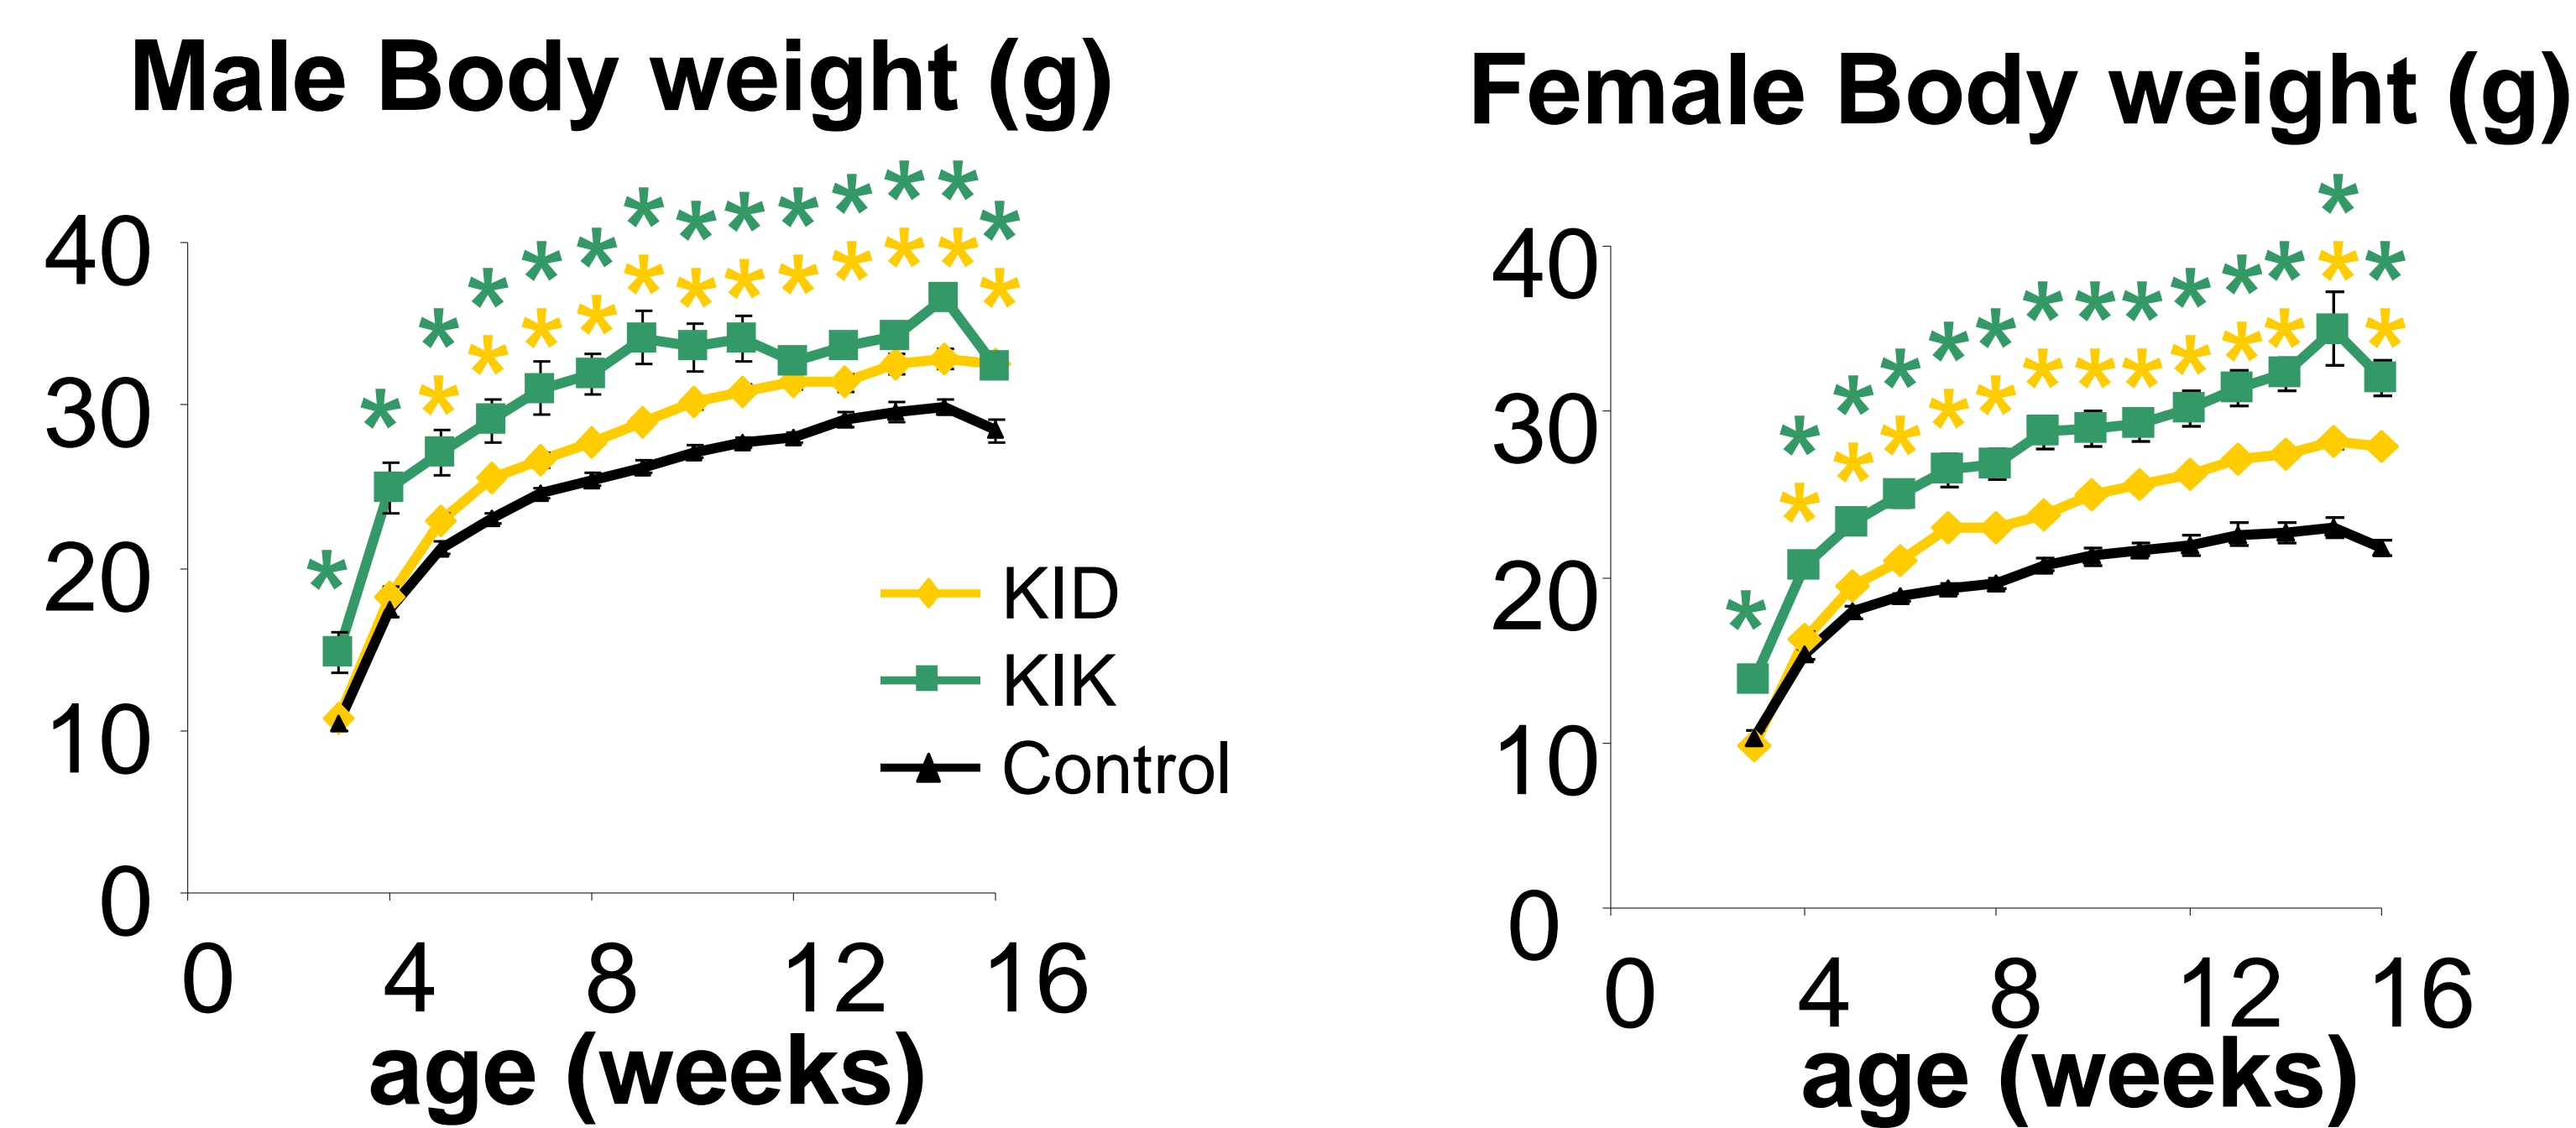 Male Body weight (g)
40
30
20
10
0
0 4 8 12 16
age (weeks)
KID
KIK
Control
Female Body weight (g)
40
30
20
10
0
0 4 8 12 16
age (weeks)